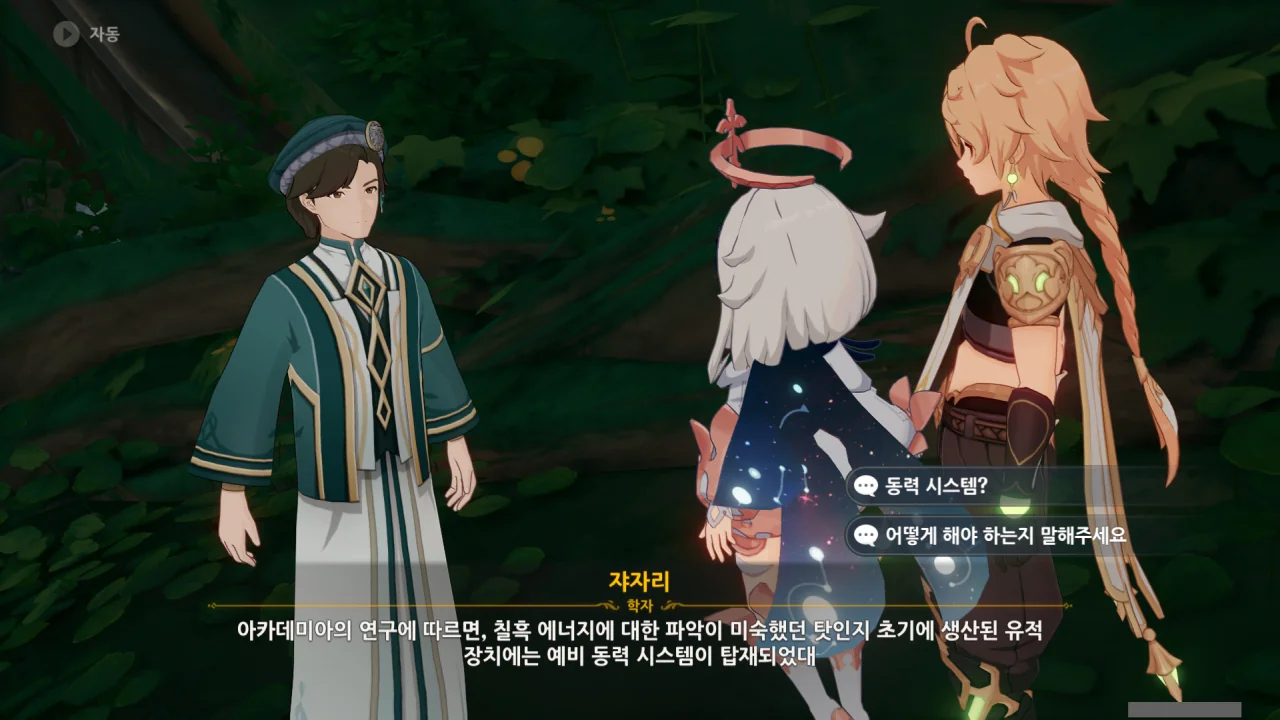 자동
동력 시스템?
어떻게 해야 하는지 말해주세요
쟈자리
학자
아카데미아의 연구에 따르면, 칠흑 에너지에 대한 파악이 미숙했던 탓인지 초기에 생산된 유적
장치에는 예비 동력 시스템이 탑재되었대